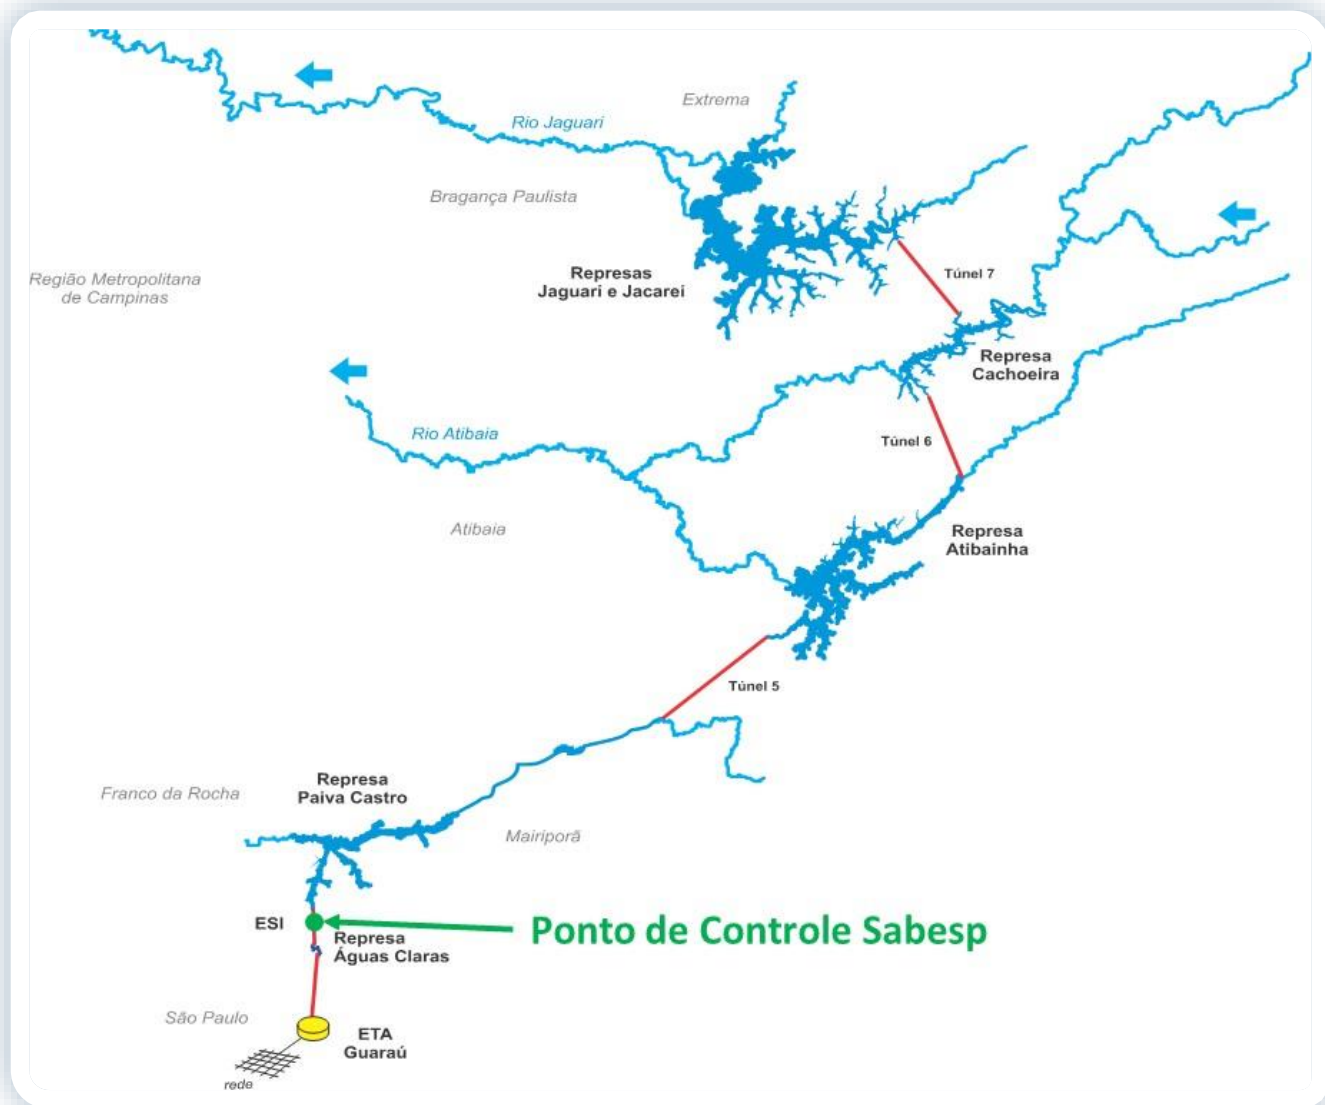 Extrema
Rio Jaguari
Bragança Paulista
Região Metropolitana
de Campinas
Represas
Jaguari e Jacarei
Túnel 7
Represa
Cachoeira
Rio Atibaia
Túnel 6
Atibaia
Represa
Atibainha
Túnel 5
Represa
Paiva Castro
Franco da Rocha
Mairiporã
ESI
Ponto de Controle Sabesp
Represa
Águas Claras
São Paulo
ETA
Guaraú
rede